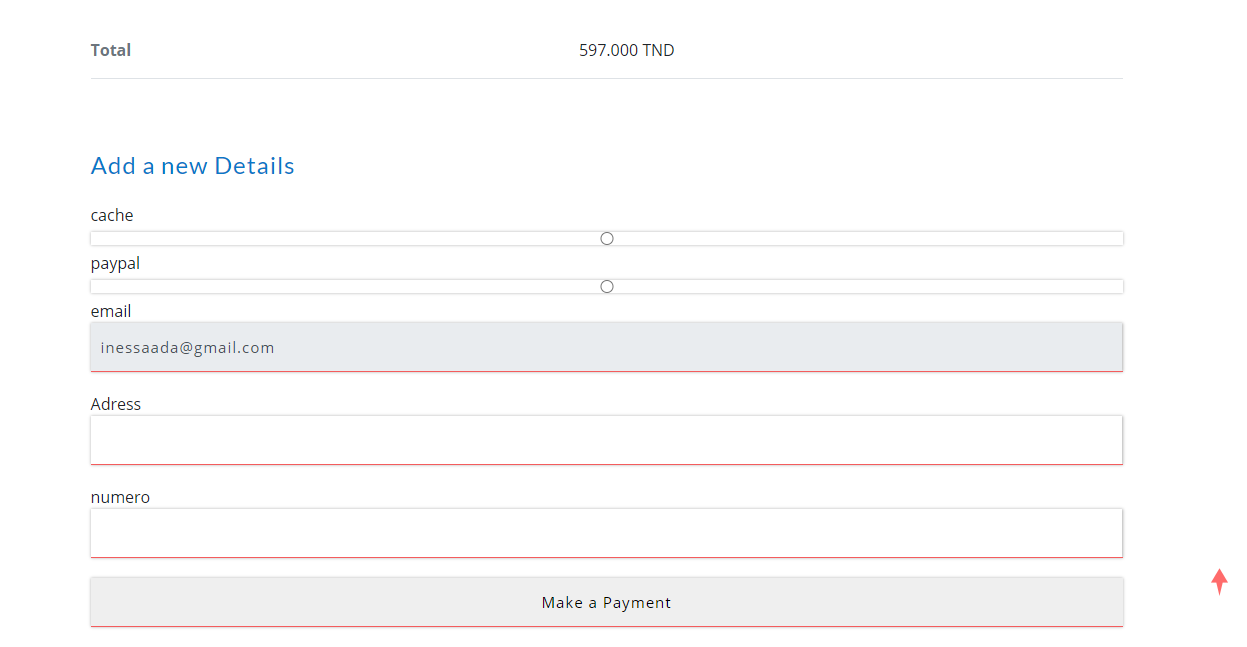 Total 597.000 TND
Add a new Details
cache
paypal
email
inessaada@gmail.com
Adress
numero
Make a Payment